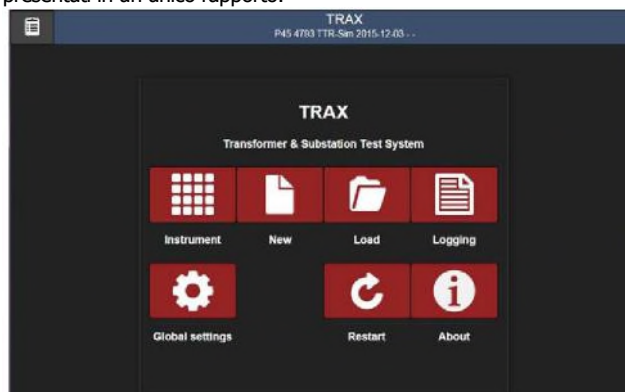 presentati in un unico rapporto.
TRAX
P45 4793 TTR-Sim 2015-12-03 - -
TRAX
Transformer & Substation Test System
Instrument New Load Logging
Global settings Restart About